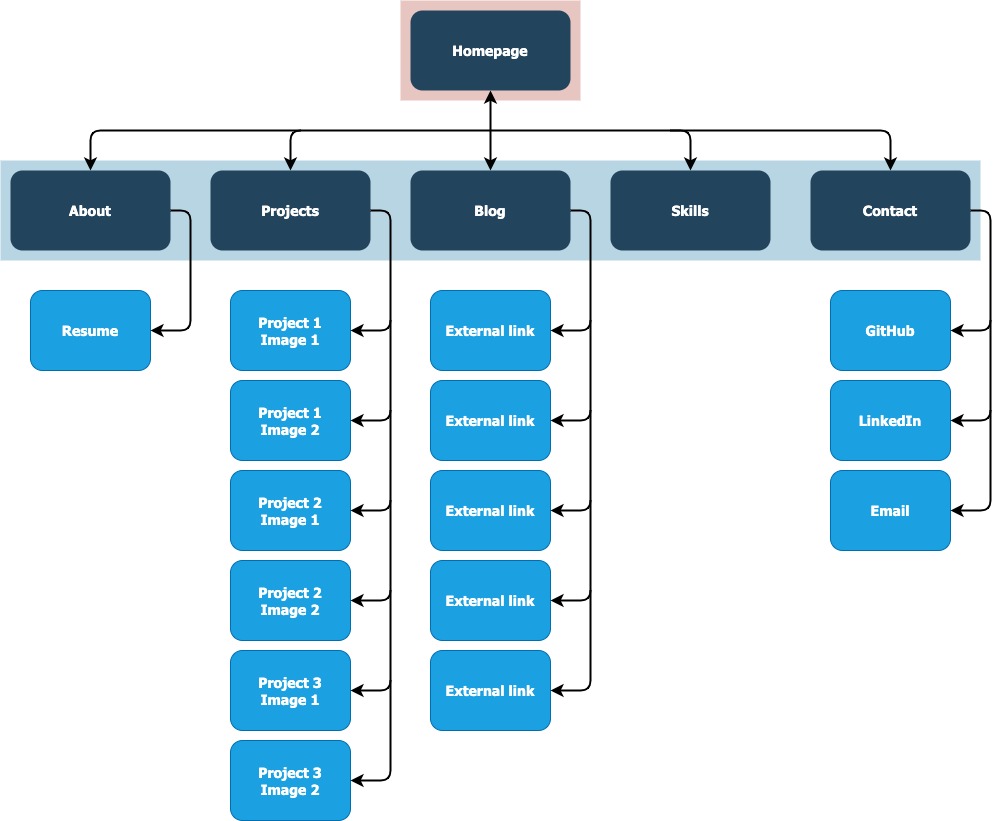 Homepage
About
Projects
Blog
Skills
Contact
Resume
Project 1
Image 1
External link
GitHub
Project 1
Image 2
External link
LinkedIn
Project 2
Image 1
External link
Email
Project 2
Image 2
External link
Project 3
Image 1
External link
Project 3
Image 2